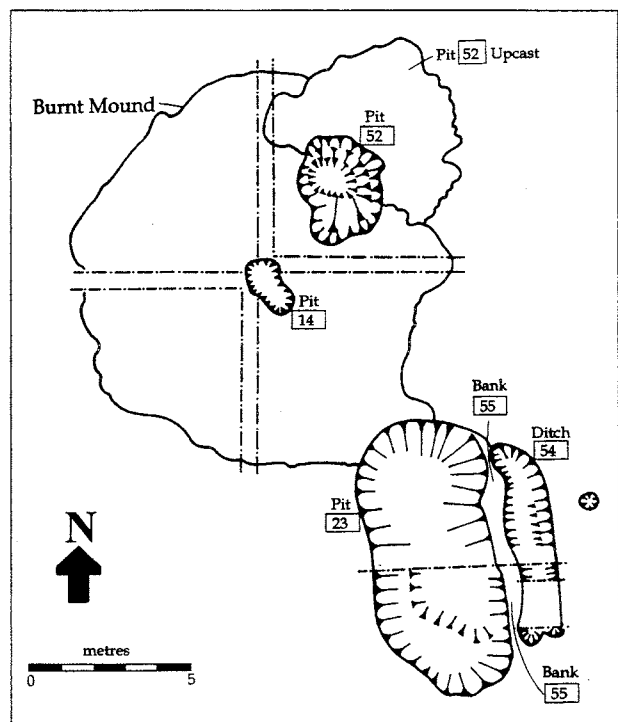 Pit 52 Upcast
Burnt Mound
Pit
52
Pit
14
Bank
55
Ditch
54
Pit
23
N
metres
0 5
Bank
55